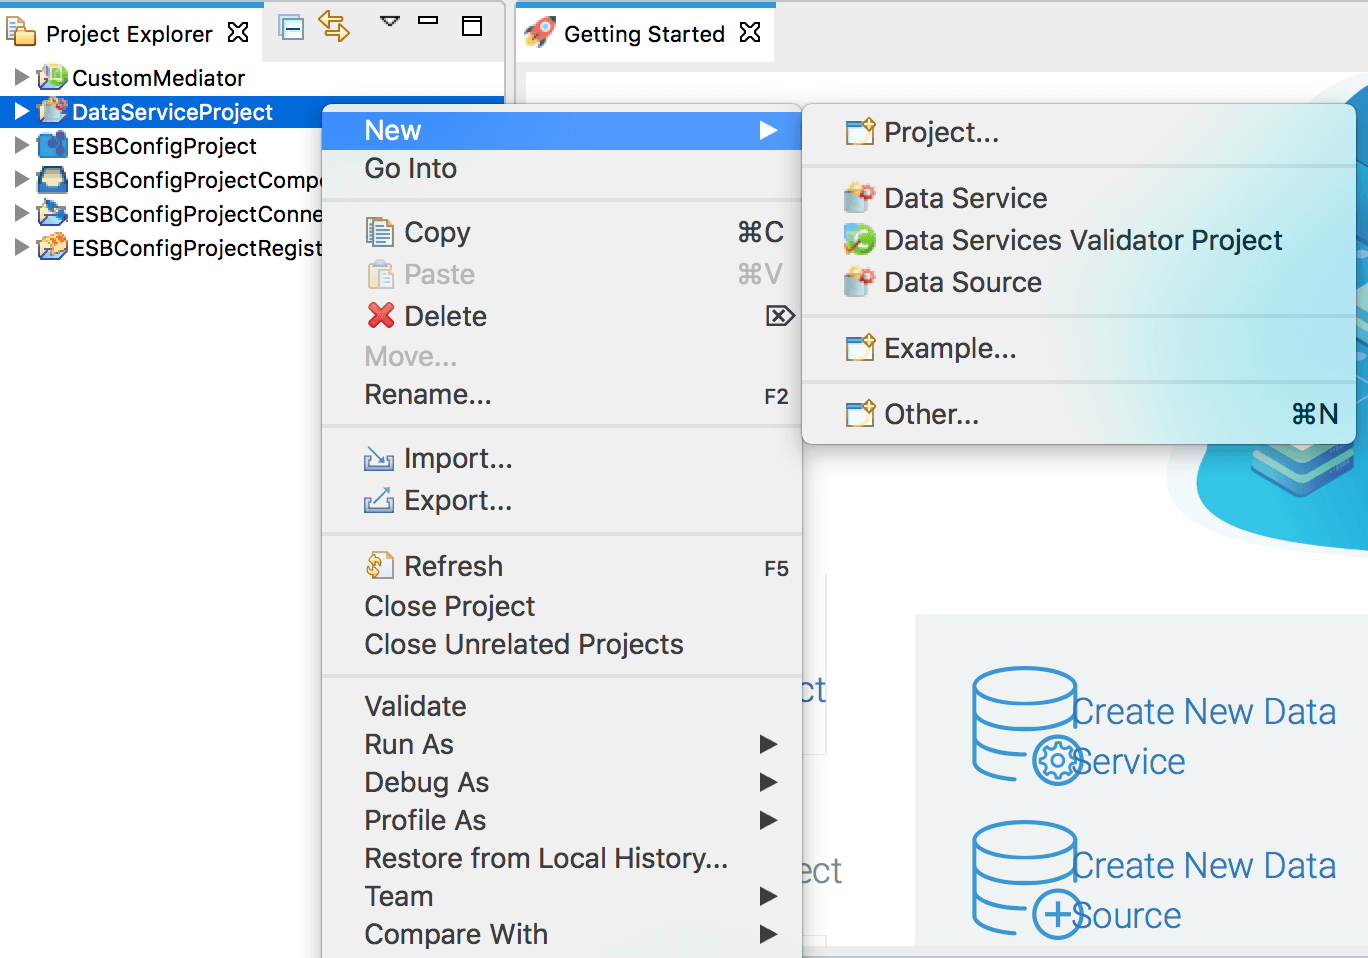 Project Explorer
Getting Started
CustomMediator
DataServiceProject
ESBConfigProject
ESBConfigProjectCompo
ESBConfigProjectConne
ESBConfigProjectRegist
New
Go Into
Copy ⌘C
Paste ⌘V
Delete ⌦
Move...
Rename... F2
Import...
Export...
Refresh F5
Close Project
Close Unrelated Projects
Validate
Run As
Debug As
Profile As
Restore from Local History...
Team
Compare With
Project...
Data Service
Data Services Validator Project
Data Source
Example...
Other... ⌘N
ct
ect
Create New Data
Service
Create New Data
Source